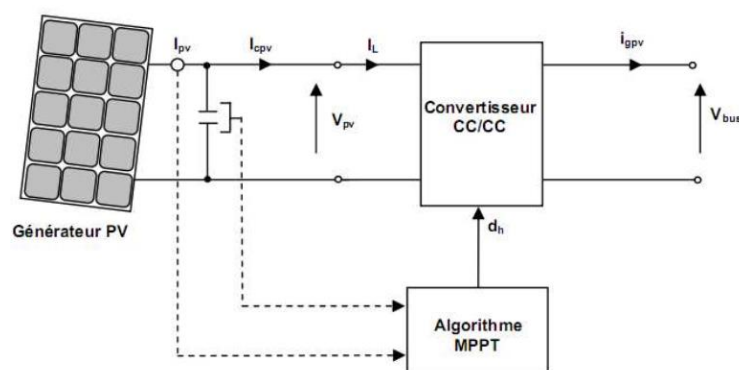 Ipv
Icpv
IL
igpv
Vpv
Convertisseur
CC/CC
Vbus
Générateur PV
dh
Algorithme
MPPT